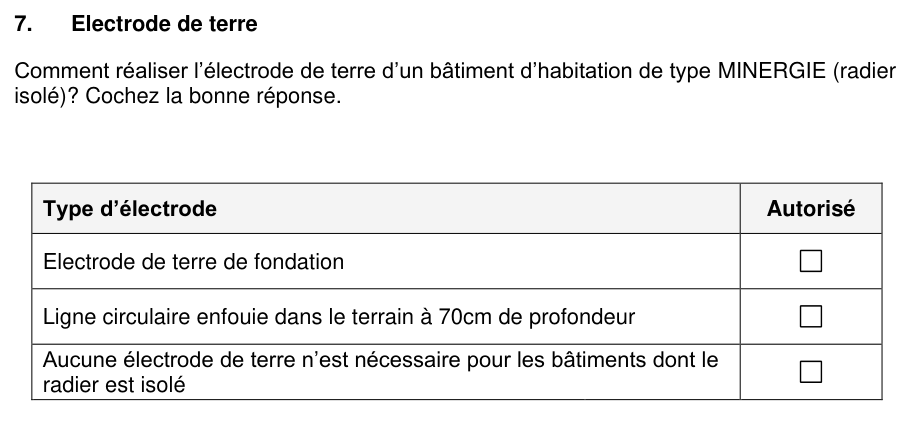 7. Electrode de terre
Comment réaliser l'électrode de terre d'un bâtiment d'habitation de type MINERGIE (radier
isolé)? Cochez la bonne réponse.
Type d'électrode Autorisé
Electrode de terre de fondation
Ligne circulaire enfouie dans le terrain à 70cm de profondeur
Aucune électrode de terre n'est nécessaire pour les bâtiments dont le
radier est isolé